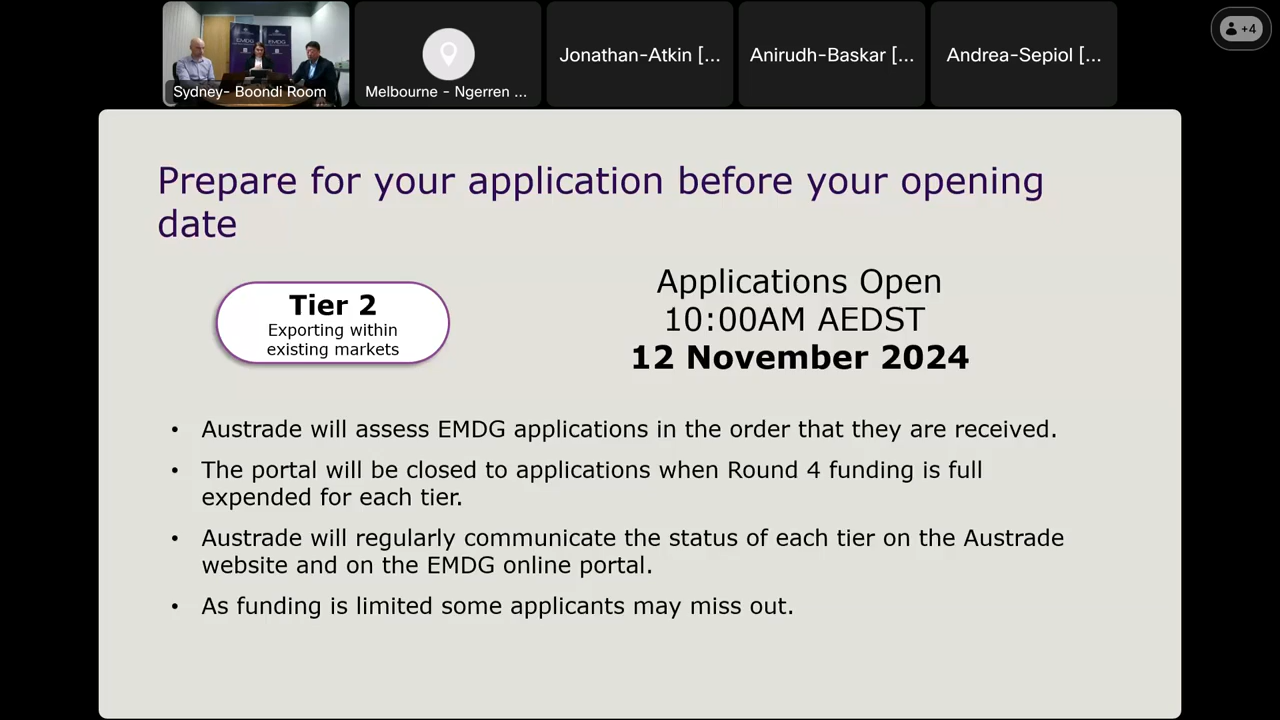 EMDG
EMDG
Sydney- Boondi Room
Melbourne - Ngerren ...
Jonathan-Atkin [...
Anirudh-Baskar [...
Andrea-Sepiol [...
+4
Prepare for your application before your opening
date
Tier 2
Exporting within
existing markets
Applications Open
10:00AM AEDST
12 November 2024
• Austrade will assess EMDG applications in the order that they are received.
• The portal will be closed to applications when Round 4 funding is full
expended for each tier.
• Austrade will regularly communicate the status of each tier on the Austrade
website and on the EMDG online portal.
• As funding is limited some applicants may miss out.